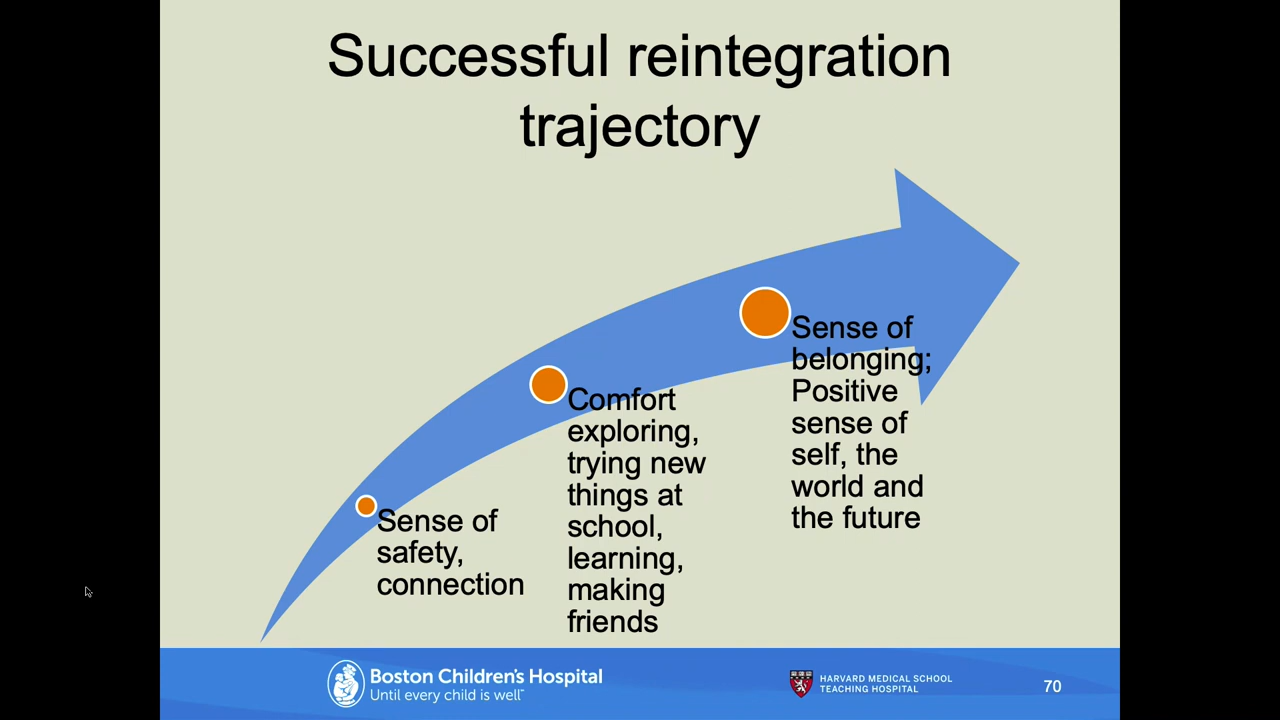 Successful reintegration
trajectory
Sense of
safety,
connection
Comfort
exploring,
trying new
things at
school,
learning,
making
friends
Sense of
belonging;
Positive
sense of
self, the
world and
the future
Boston Children's Hospital
Until every child is well™
HARVARD MEDICAL SCHOOL
TEACHING HOSPITAL
70